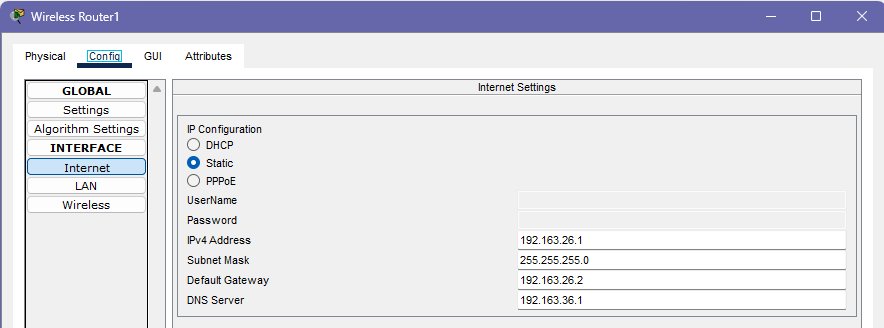 Wireless Router1
Physical Config GUI Attributes
GLOBAL
Settings
Algorithm Settings
INTERFACE
Internet
LAN
Wireless
Internet Settings
IP Configuration
DHCP
Static
PPPoE
UserName
Password
IPv4 Address 192.163.26.1
Subnet Mask 255.255.255.0
Default Gateway 192.163.26.2
DNS Server 192.163.36.1